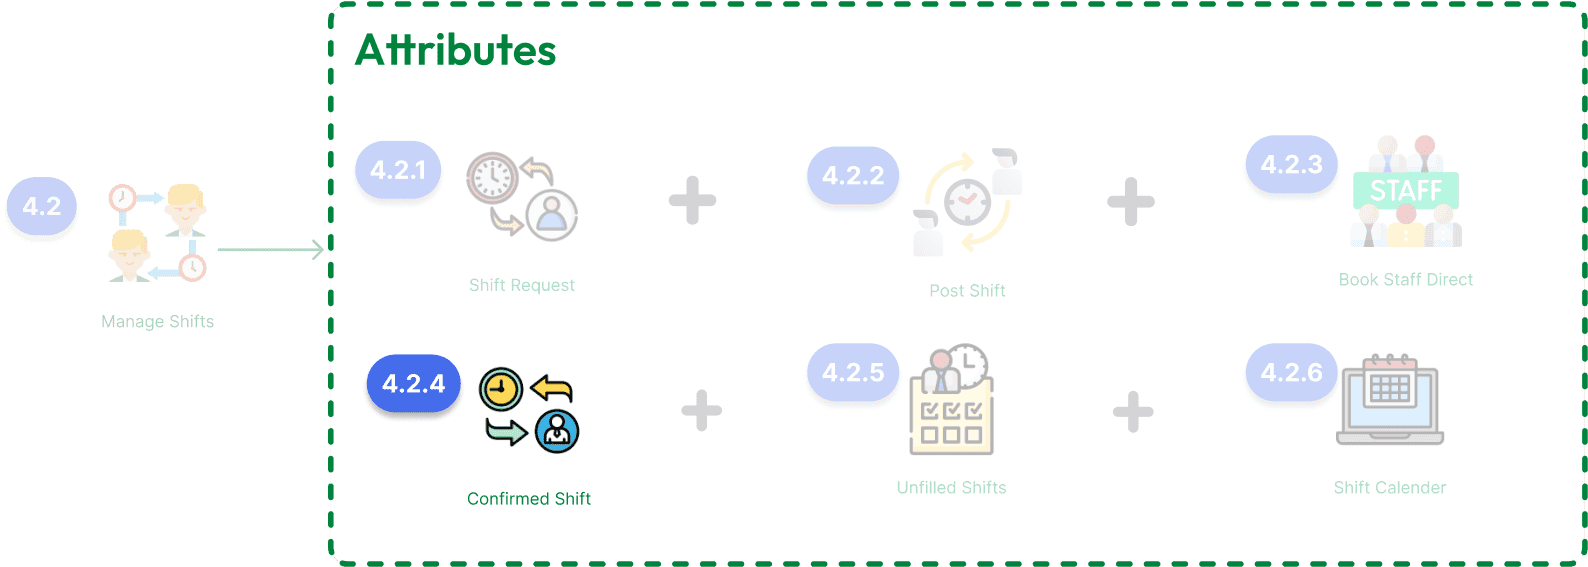 Attributes
4.2
Manage Shifts
4.2.1
Shift Request
4.2.2
Post Shift
4.2.3
STAFF
Book Staff Direct
4.2.4
Confirmed Shift
4.2.5
Unfilled Shifts
4.2.6
Shift Calender